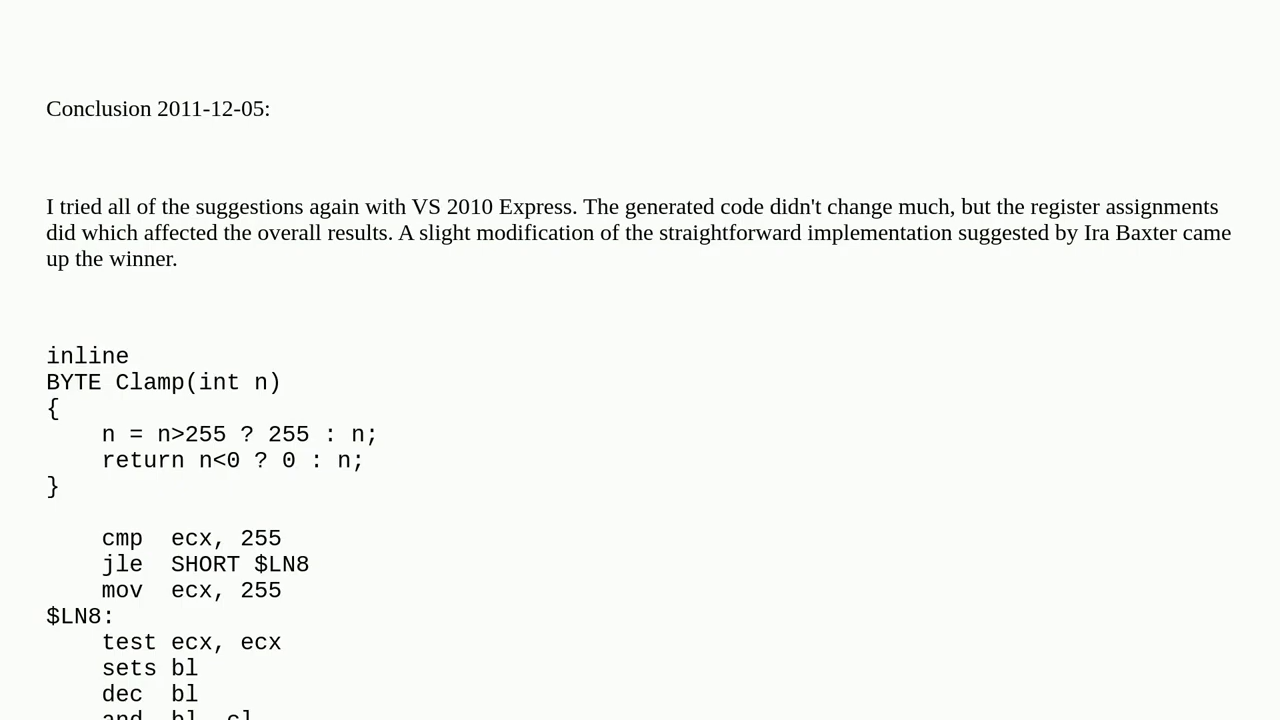 Conclusion 2011-12-05:
I tried all of the suggestions again with VS 2010 Express. The generated code didn't change much, but the register assignments
did which affected the overall results. A slight modification of the straightforward implementation suggested by Ira Baxter came
up the winner.
inline
BYTE Clamp(int n)
{
    n = n>255 ? 255 : n;
    return n<0 ? 0 : n;
}
    cmp  ecx, 255
    jle  SHORT $LN8
    mov  ecx, 255
$LN8:
    test ecx, ecx
    sets bl
    dec  bl
    and  bl, cl